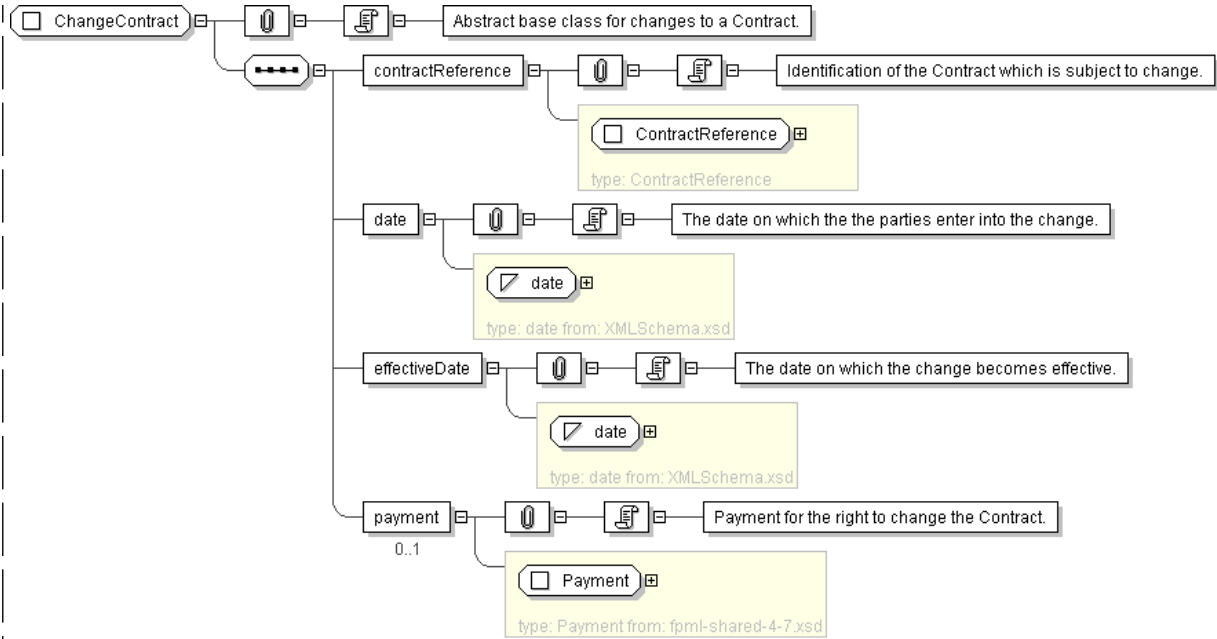 ChangeContract
Abstract base class for changes to a Contract.
contractReference
Identification of the Contract which is subject to change.
ContractReference
type: ContractReference
date
The date on which the the parties enter into the change.
date
type: date from: XMLSchema.xsd
effectiveDate
The date on which the change becomes effective.
date
type: date from: XMLSchema.xsd
payment
Payment for the right to change the Contract.
0..1
Payment
type: Payment from: fpml-shared-4-7.xsd